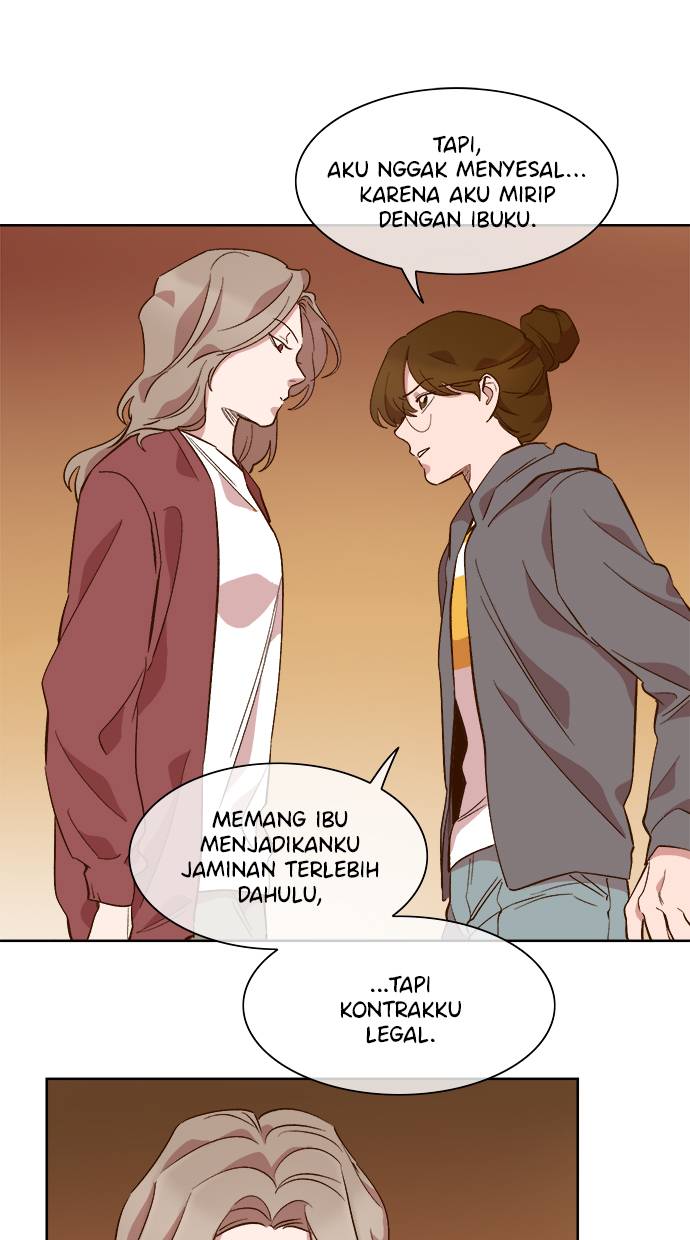 TAPI,
AKU NGGAK MENYESAL...
KARENA AKU MIRIP
DENGAN IBUKU.
MEMANG IBU
MENJADIKANKU
JAMINAN TERLEBIH
DAHULU,
...TAPI
KONTRAKKU
LEGAL.